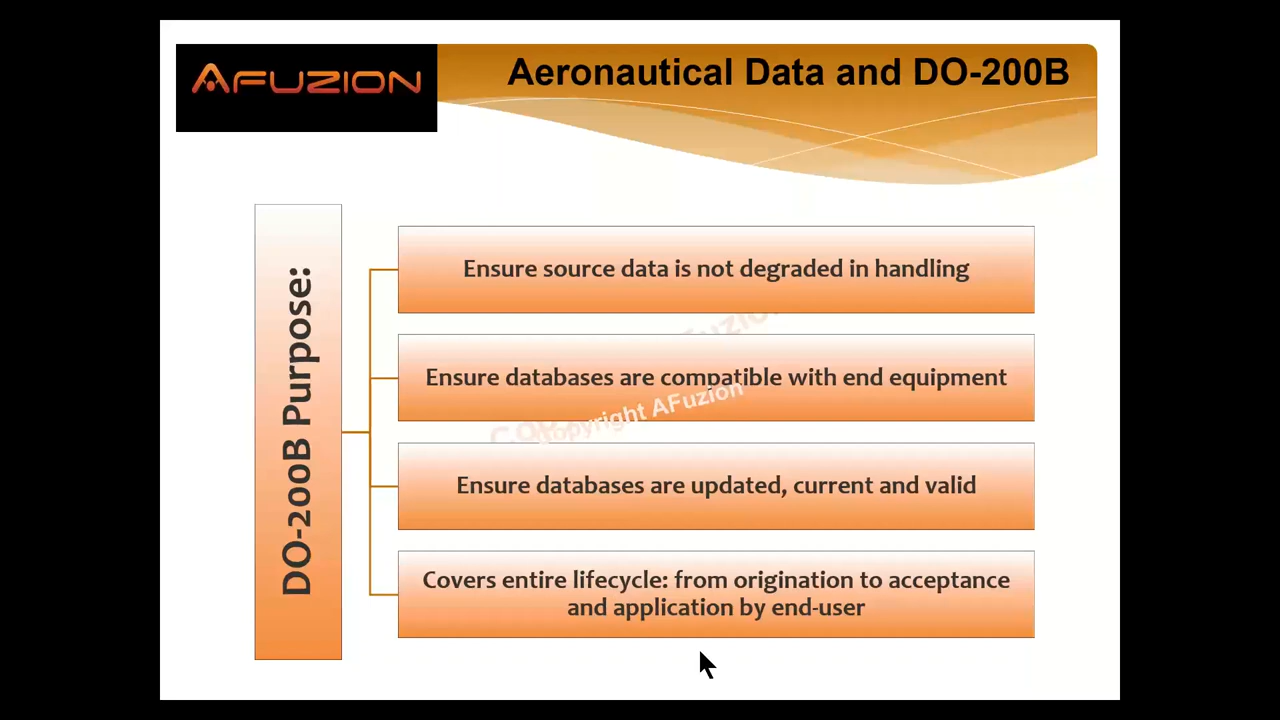 AFUZION
Aeronautical Data and DO-200B
DO-200B Purpose:
Ensure source data is not degraded in handling
Ensure databases are compatible with end equipment
Copyright AFuzion
Ensure databases are updated, current and valid
Covers entire lifecycle: from origination to acceptance
and application by end-user